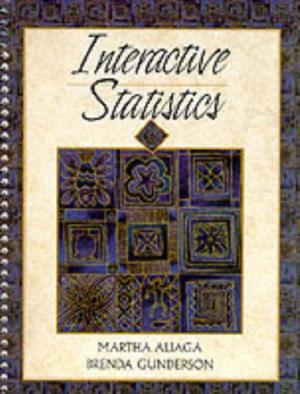 Interactive
Statistics
MARTHA ALIAGA
BRENDA GUNDERSON